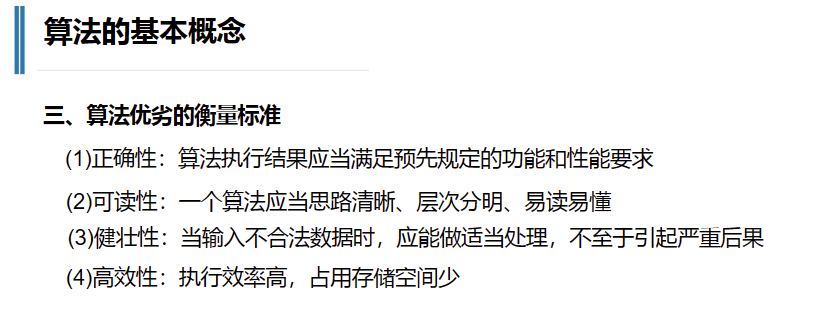 算法的基本概念
三、算法优劣的衡量标准
(1)正确性：算法执行结果应当满足预先规定的功能和性能要求
(2)可读性：一个算法应当思路清晰、层次分明、易读易懂
(3)健壮性：当输入不合法数据时，应能做适当处理，不至于引起严重后果
(4)高效性：执行效率高，占用存储空间少